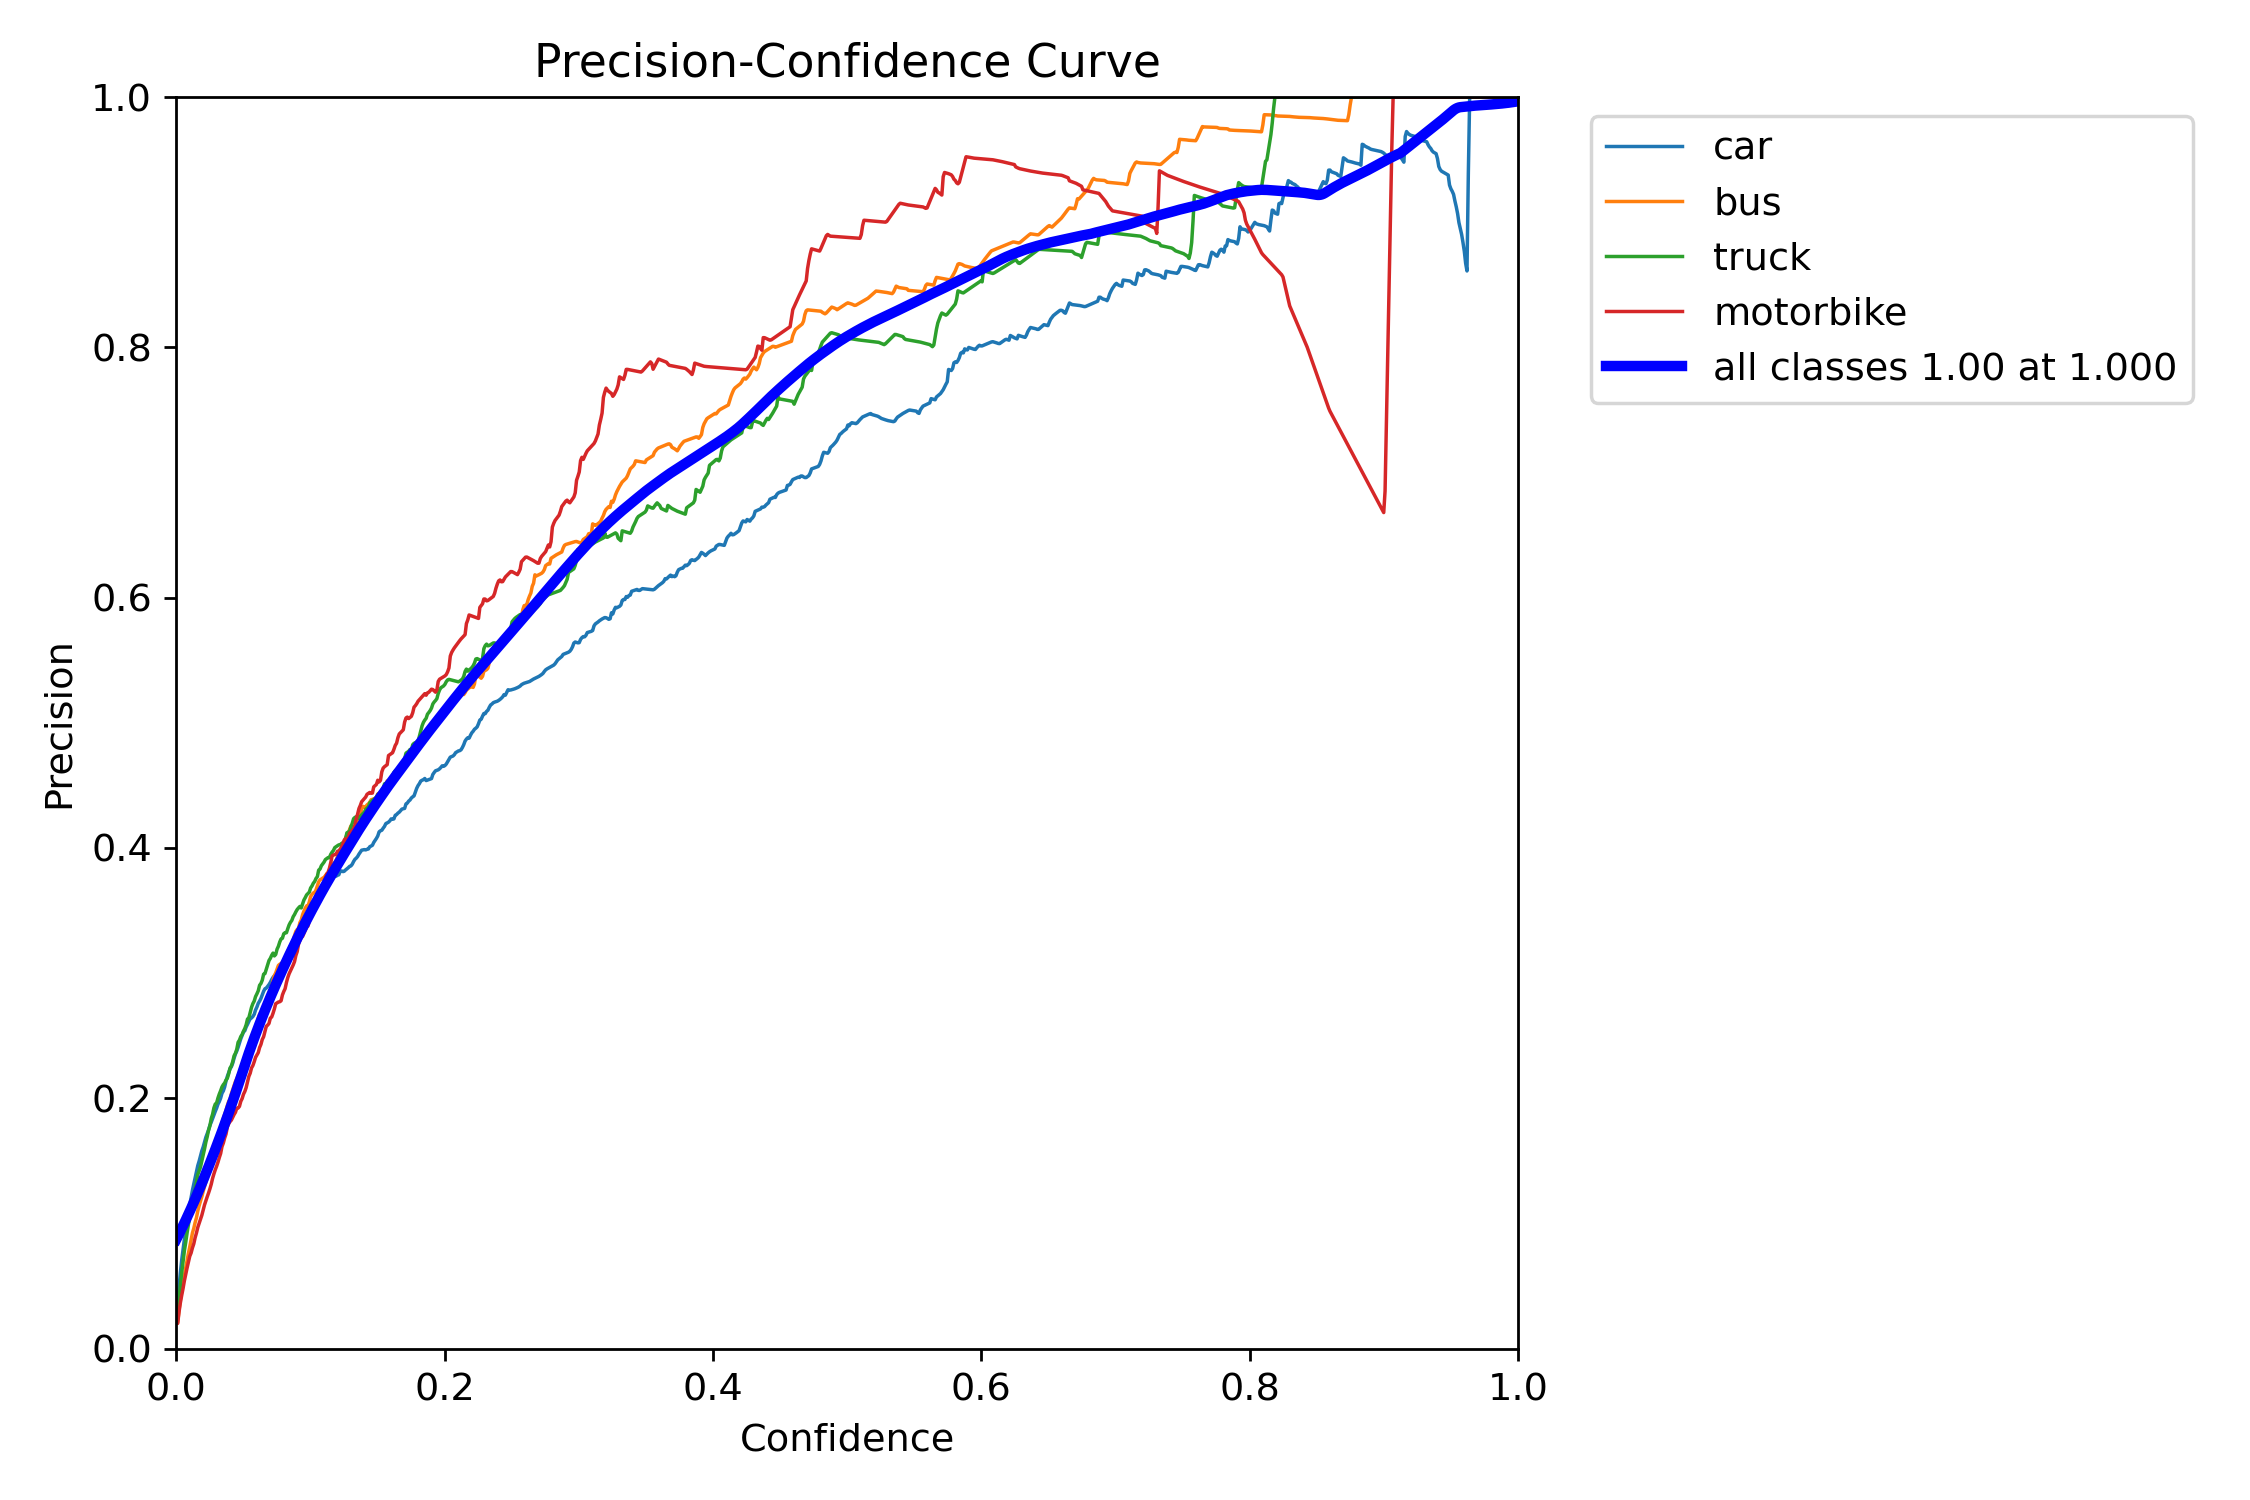 Precision-Confidence Curve
1.0
0.8
0.6
0.4
0.2
0.0
Precision
0.0 0.2 0.4 0.6 0.8 1.0
Confidence
car
bus
truck
motorbike
all classes 1.00 at 1.000